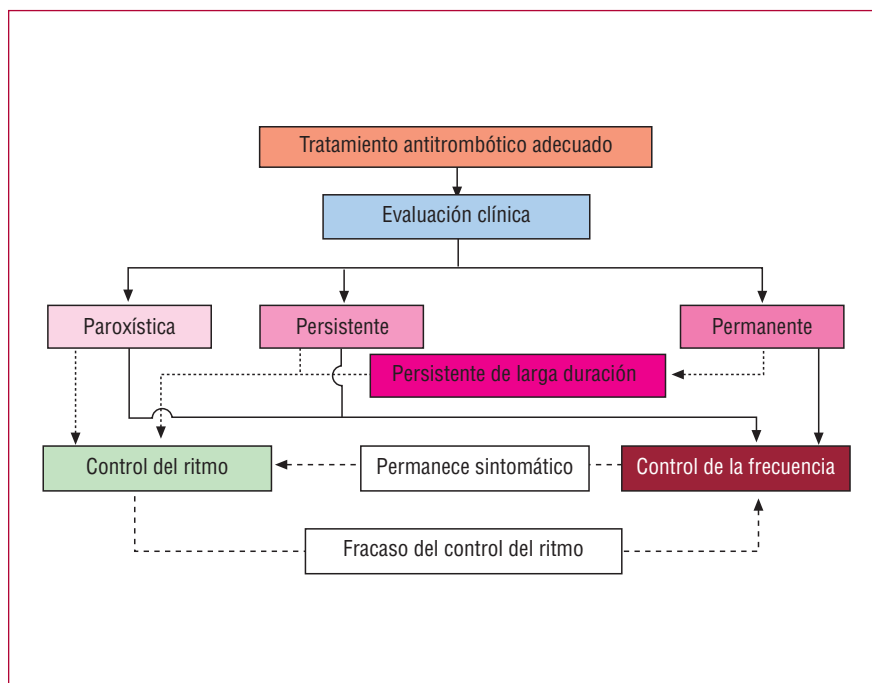 Tratamiento antitrombótico adecuado
Evaluación clínica
Paroxística
Persistente
Permanente
Persistente de larga duración
Control del ritmo
Permanece sintomático
Control de la frecuencia
Fracaso del control del ritmo